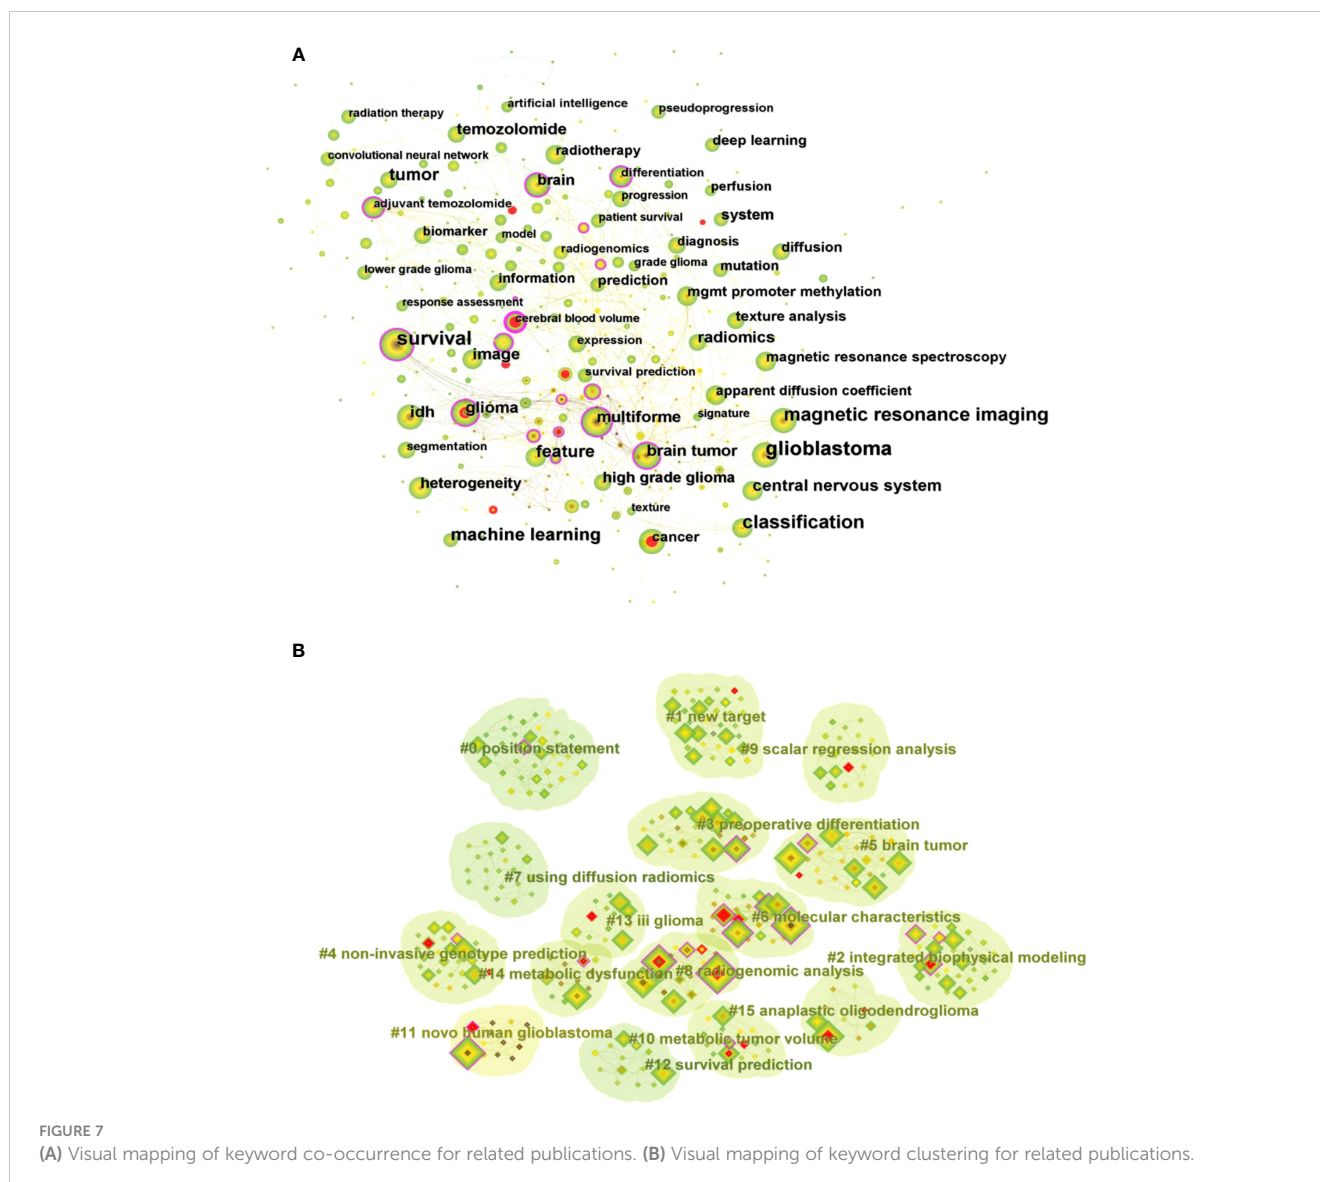 A
artificial intelligence
pseudoprogression
radiation therapy
temozolomide
deep learning
radiotherapy
convolutional neural network
tumor
brain
differentiation
perfusion
progression
adjuvant temozolomide
patient survival
system
biomarker
model
diagnosis
radiogenomics
diffusion
grade glioma
mutation
lower grade glioma
information
prediction
mgmt promoter methylation
response assessment
cerebral blood volume
texture analysis
survival
expression
radiomics
image
magnetic resonance spectroscopy
survival prediction
apparent diffusion coefficient
idh
glioma
multiforme
signature
magnetic resonance imaging
segmentation
feature
brain tumor
glioblastoma
heterogeneity
high grade glioma
central nervous system
texture
classification
machine learning
cancer
B
#1 new target
#0 position statement
#9 scalar regression analysis
#3 preoperative differentiation
#5 brain tumor
#7 using diffusion radiomics
#13 iii glioma
#6 molecular characteristics
#4 non-invasive genotype prediction
#2 integrated biophysical modeling
#14 metabolic dysfunction
#8 radiogenomic analysis
#15 anaplastic oligodendroglioma
#11 novo human glioblastoma
#10 metabolic tumor volume
#12 survival prediction
FIGURE 7
(A) Visual mapping of keyword co-occurrence for related publications. (B) Visual mapping of keyword clustering for related publications.